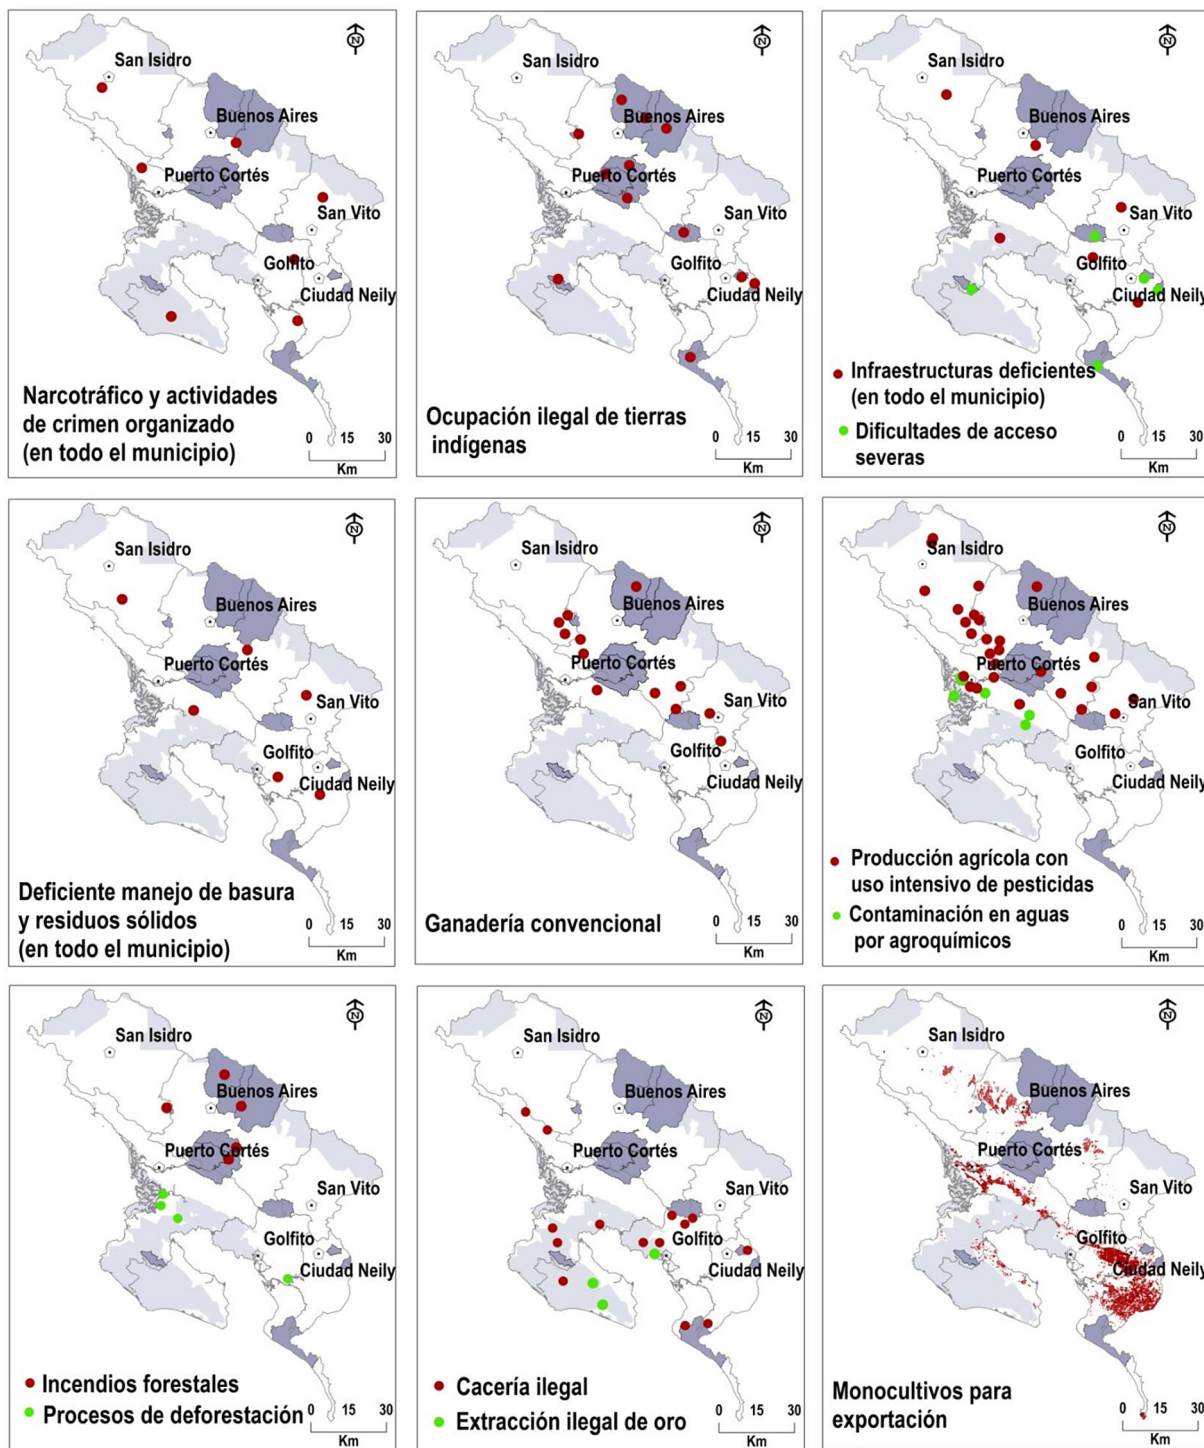 N
San Isidro
Buenos Aires
Puerto Cortés
San Vito
Golfito
Ciudad Neily
Narcotráfico y actividades
de crimen organizado
(en todo el municipio)
0 15 30
Km
N
San Isidro
Buenos Aires
Puerto Cortés
San Vito
Golfito
Ciudad Neily
Ocupación ilegal de tierras
indígenas
0 15 30
Km
N
San Isidro
Buenos Aires
Puerto Cortés
San Vito
Golfito
Ciudad Neily
Infraestructuras deficientes
(en todo el municipio)
Dificultades de acceso
severas
0 15 30
Km
N
San Isidro
Buenos Aires
Puerto Cortés
San Vito
Golfito
Ciudad Neily
Deficiente manejo de basura
y residuos sólidos
(en todo el municipio)
0 15 30
Km
N
San Isidro
Buenos Aires
Puerto Cortés
San Vito
Golfito
Ciudad Neily
Ganadería convencional
0 15 30
Km
N
San Isidro
Buenos Aires
Puerto Cortés
San Vito
Golfito
Ciudad Neily
Producción agrícola con
uso intensivo de pesticidas
Contaminación en aguas
por agroquímicos
0 15 30
Km
N
San Isidro
Buenos Aires
Puerto Cortés
San Vito
Golfito
Ciudad Neily
Incendios forestales
Procesos de deforestación
0 15 30
Km
N
San Isidro
Buenos Aires
Puerto Cortés
San Vito
Golfito
Ciudad Neily
Cacería ilegal
Extracción ilegal de oro
0 15 30
Km
N
San Isidro
Buenos Aires
Puerto Cortés
San Vito
Golfito
Ciudad Neily
Monocultivos para
exportación
0 15 30
Km